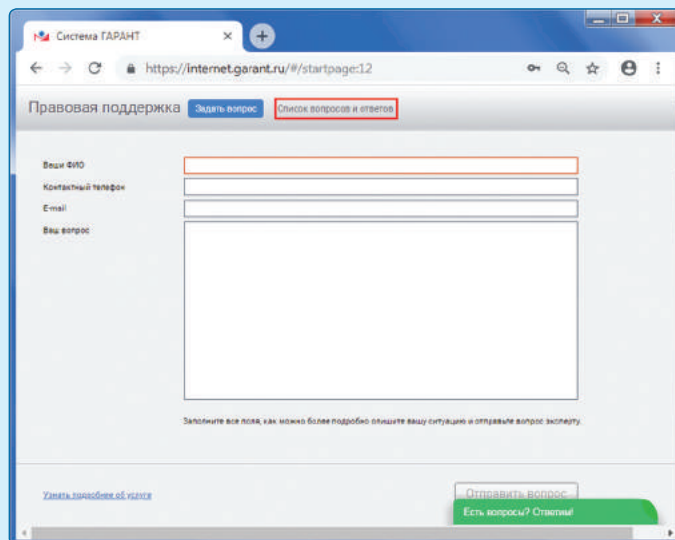 Система ГАРАНТ
https://internet.garant.ru/#/startpage:12
Правовая поддержка Задать вопрос Список вопросов и ответов
Ваши ФИО
Контактный телефон
E-mail
Ваш вопрос
Заполните все поля, как можно более подробно опишите вашу ситуацию и отправьте вопрос эксперту.
Узнать подробнее об услуге
Отправить вопрос
Есть вопросы? Ответим!